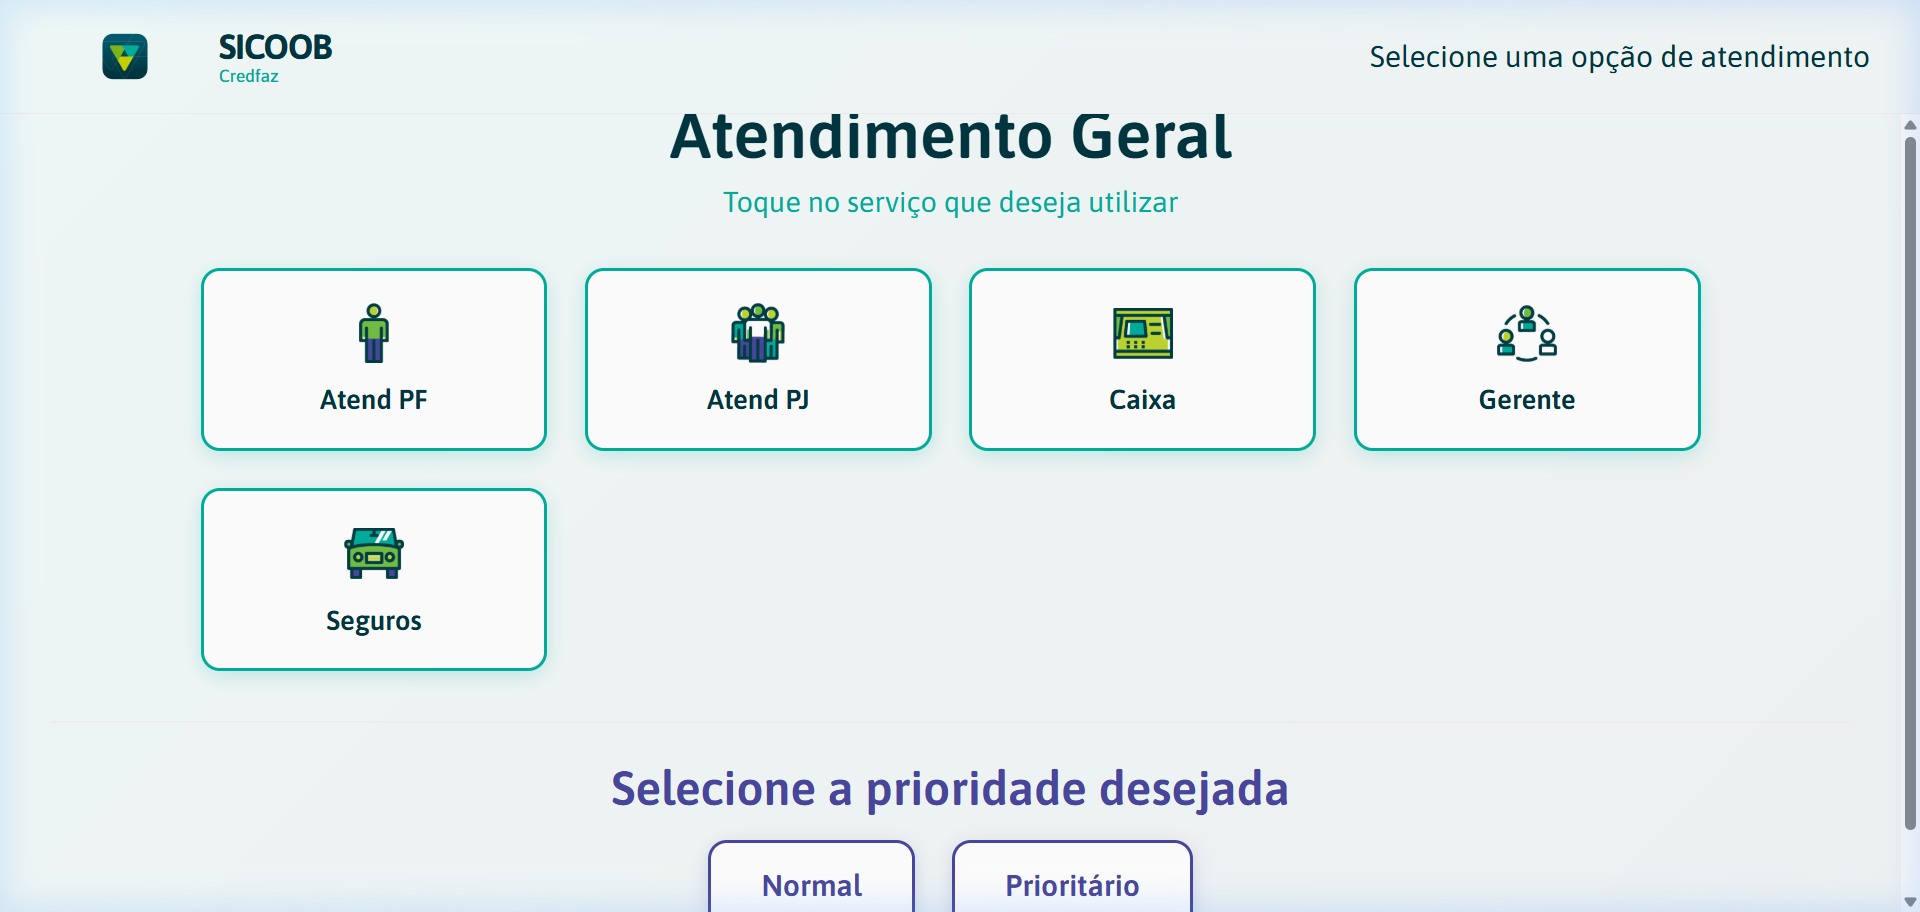 SICOOB
Credfaz
Selecione uma opção de atendimento
Atendimento Geral
Toque no serviço que deseja utilizar
Atend PF
Atend PJ
Caixa
Gerente
Seguros
Selecione a prioridade desejada
Normal
Prioritário